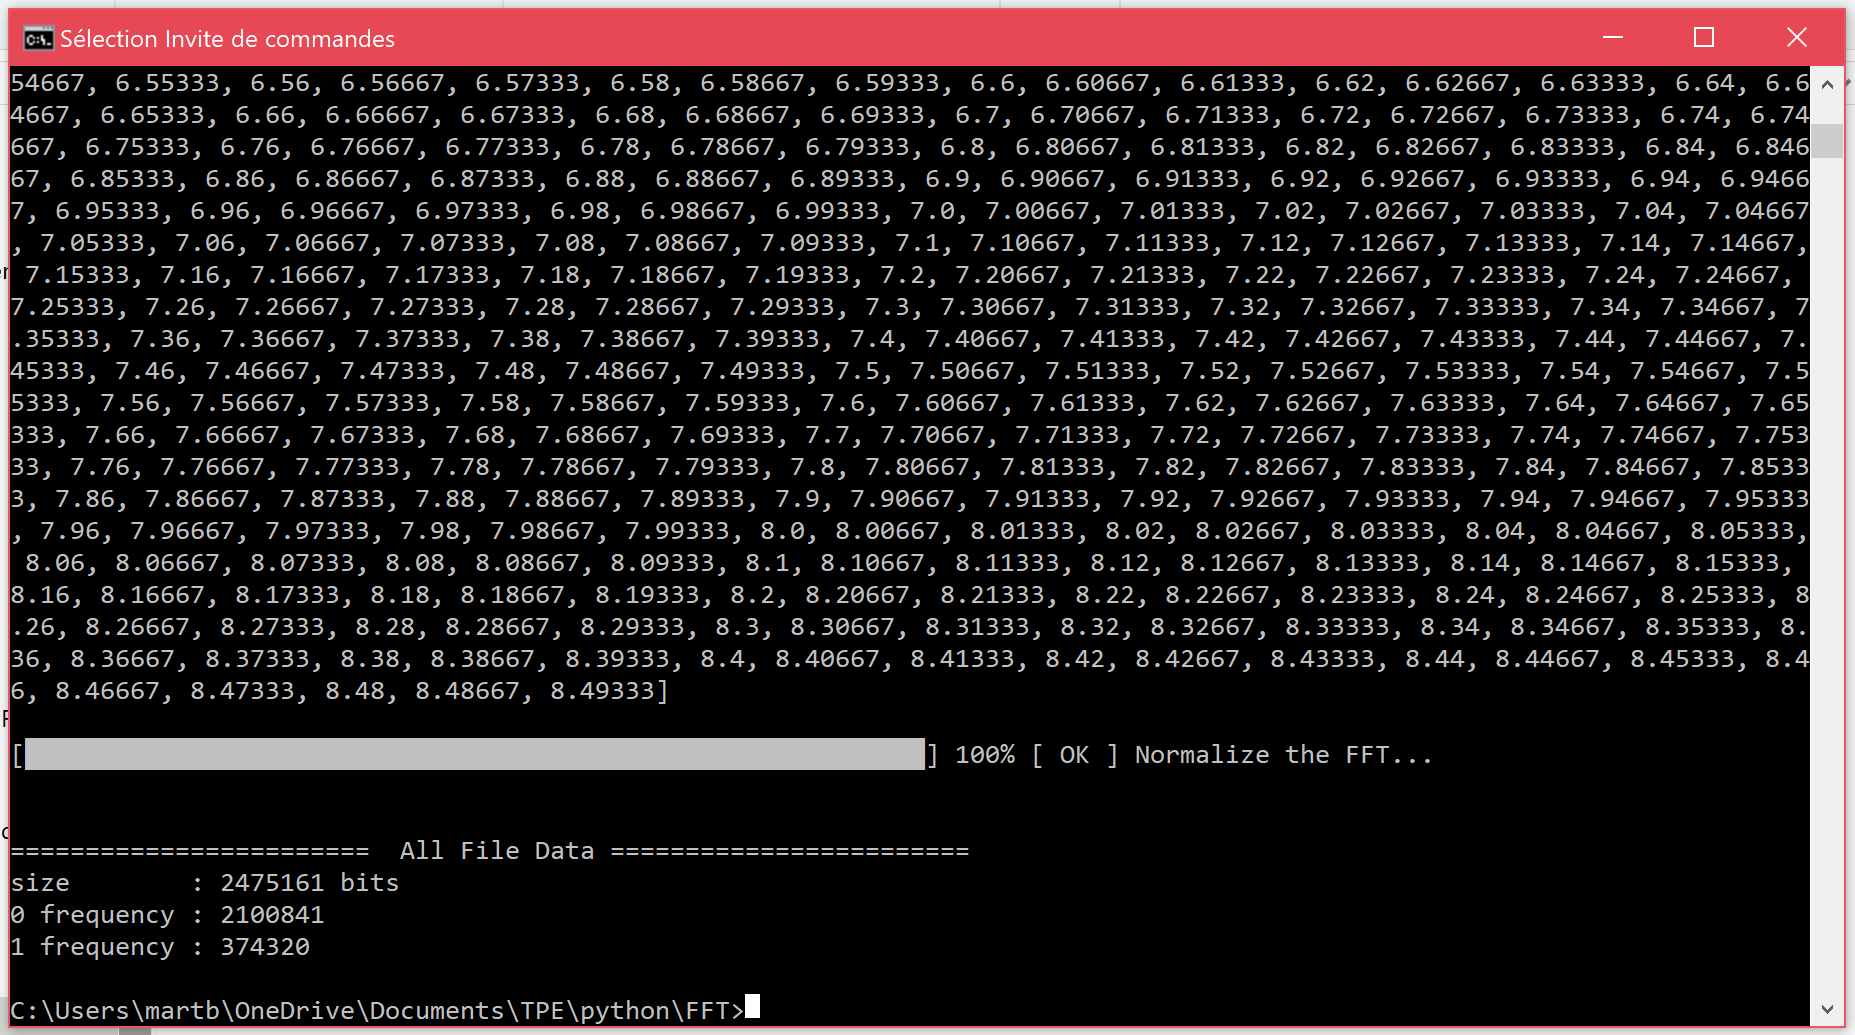 Sélection Invite de commandes
54667, 6.55333, 6.56, 6.56667, 6.57333, 6.58, 6.58667, 6.59333, 6.6, 6.60667, 6.61333, 6.62, 6.62667, 6.63333, 6.64, 6.6
4667, 6.65333, 6.66, 6.66667, 6.67333, 6.68, 6.68667, 6.69333, 6.7, 6.70667, 6.71333, 6.72, 6.72667, 6.73333, 6.74, 6.74
667, 6.75333, 6.76, 6.76667, 6.77333, 6.78, 6.78667, 6.79333, 6.8, 6.80667, 6.81333, 6.82, 6.82667, 6.83333, 6.84, 6.846
67, 6.85333, 6.86, 6.86667, 6.87333, 6.88, 6.88667, 6.89333, 6.9, 6.90667, 6.91333, 6.92, 6.92667, 6.93333, 6.94, 6.9466
7, 6.95333, 6.96, 6.96667, 6.97333, 6.98, 6.98667, 6.99333, 7.0, 7.00667, 7.01333, 7.02, 7.02667, 7.03333, 7.04, 7.04667
, 7.05333, 7.06, 7.06667, 7.07333, 7.08, 7.08667, 7.09333, 7.1, 7.10667, 7.11333, 7.12, 7.12667, 7.13333, 7.14, 7.14667,
7.15333, 7.16, 7.16667, 7.17333, 7.18, 7.18667, 7.19333, 7.2, 7.20667, 7.21333, 7.22, 7.22667, 7.23333, 7.24, 7.24667,
7.25333, 7.26, 7.26667, 7.27333, 7.28, 7.28667, 7.29333, 7.3, 7.30667, 7.31333, 7.32, 7.32667, 7.33333, 7.34, 7.34667, 7
.35333, 7.36, 7.36667, 7.37333, 7.38, 7.38667, 7.39333, 7.4, 7.40667, 7.41333, 7.42, 7.42667, 7.43333, 7.44, 7.44667, 7.
45333, 7.46, 7.46667, 7.47333, 7.48, 7.48667, 7.49333, 7.5, 7.50667, 7.51333, 7.52, 7.52667, 7.53333, 7.54, 7.54667, 7.5
5333, 7.56, 7.56667, 7.57333, 7.58, 7.58667, 7.59333, 7.6, 7.60667, 7.61333, 7.62, 7.62667, 7.63333, 7.64, 7.64667, 7.65
333, 7.66, 7.66667, 7.67333, 7.68, 7.68667, 7.69333, 7.7, 7.70667, 7.71333, 7.72, 7.72667, 7.73333, 7.74, 7.74667, 7.753
33, 7.76, 7.76667, 7.77333, 7.78, 7.78667, 7.79333, 7.8, 7.80667, 7.81333, 7.82, 7.82667, 7.83333, 7.84, 7.84667, 7.8533
3, 7.86, 7.86667, 7.87333, 7.88, 7.88667, 7.89333, 7.9, 7.90667, 7.91333, 7.92, 7.92667, 7.93333, 7.94, 7.94667, 7.95333
, 7.96, 7.96667, 7.97333, 7.98, 7.98667, 7.99333, 8.0, 8.00667, 8.01333, 8.02, 8.02667, 8.03333, 8.04, 8.04667, 8.05333,
8.06, 8.06667, 8.07333, 8.08, 8.08667, 8.09333, 8.1, 8.10667, 8.11333, 8.12, 8.12667, 8.13333, 8.14, 8.14667, 8.15333,
8.16, 8.16667, 8.17333, 8.18, 8.18667, 8.19333, 8.2, 8.20667, 8.21333, 8.22, 8.22667, 8.23333, 8.24, 8.24667, 8.25333, 8
.26, 8.26667, 8.27333, 8.28, 8.28667, 8.29333, 8.3, 8.30667, 8.31333, 8.32, 8.32667, 8.33333, 8.34, 8.34667, 8.35333, 8.
36, 8.36667, 8.37333, 8.38, 8.38667, 8.39333, 8.4, 8.40667, 8.41333, 8.42, 8.42667, 8.43333, 8.44, 8.44667, 8.45333, 8.4
6, 8.46667, 8.47333, 8.48, 8.48667, 8.49333]
[██████████████████████████████] 100% [ OK ] Normalize the FFT...
======================== All File Data ========================
size : 2475161 bits
0 frequency : 2100841
1 frequency : 374320
C:\Users\martb\OneDrive\Documents\TPE\python\FFT>